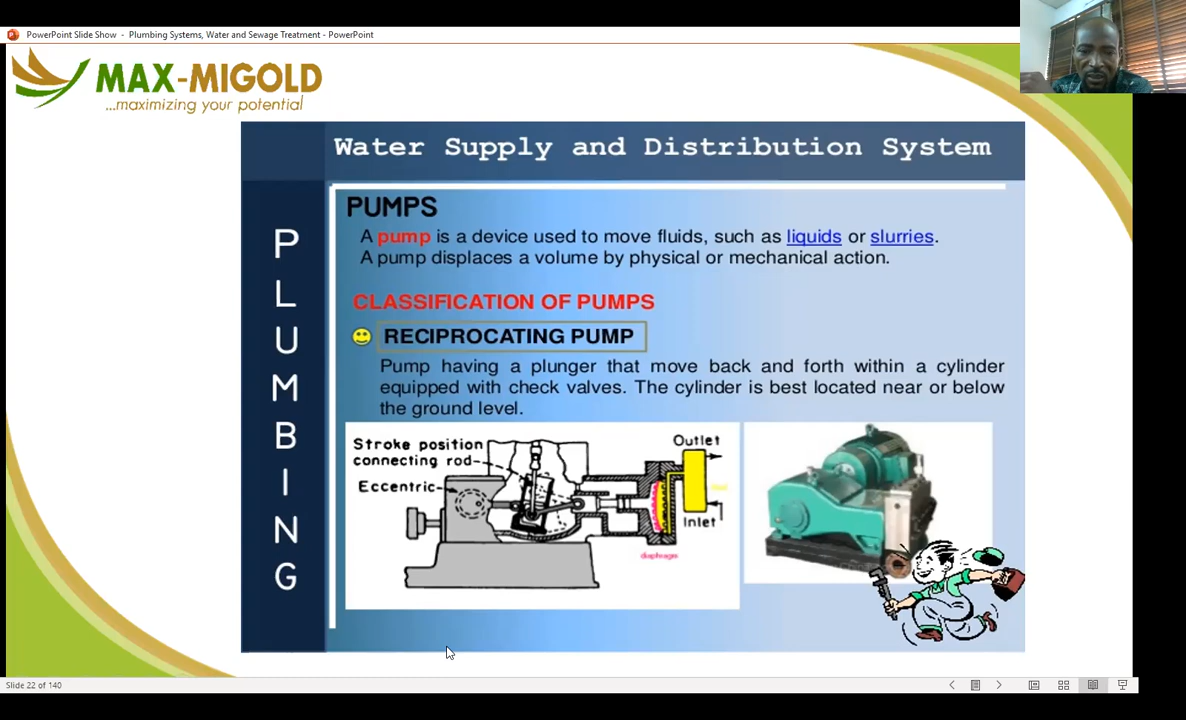 PowerPoint Slide Show - Plumbing Systems, Water and Sewage Treatment - PowerPoint
MAX-MIGOLD
...maximizing your potential
Water Supply and Distribution System
PLUMBING
PUMPS
A pump is a device used to move fluids, such as liquids or slurries.
A pump displaces a volume by physical or mechanical action.
CLASSIFICATION OF PUMPS
RECIPROCATING PUMP
Pump having a plunger that move back and forth within a cylinder
equipped with check valves. The cylinder is best located near or below
the ground level.
Stroke position
connecting rod
Eccentric
Outlet
Inlet
diaphragm
Slide 22 of 140